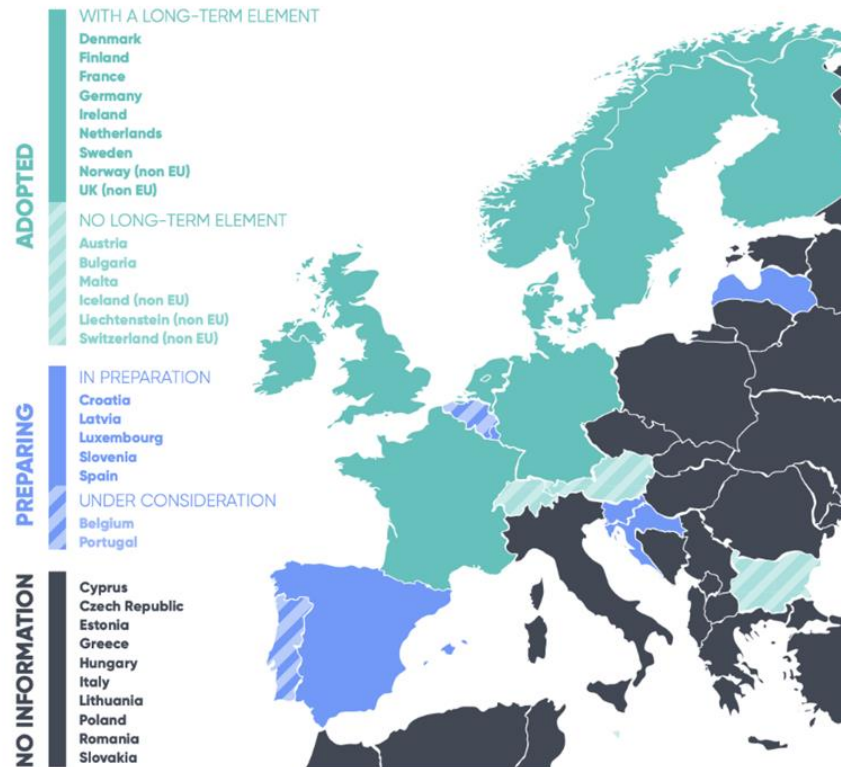 ADOPTED
WITH A LONG-TERM ELEMENT
Denmark
Finland
France
Germany
Ireland
Netherlands
Sweden
Norway (non EU)
UK (non EU)
NO LONG-TERM ELEMENT
Austria
Bulgaria
Malta
Iceland (non EU)
Liechtenstein (non EU)
Switzerland (non EU)
PREPARING
IN PREPARATION
Croatia
Latvia
Luxembourg
Slovenia
Spain
UNDER CONSIDERATION
Belgium
Portugal
NO INFORMATION
Cyprus
Czech Republic
Estonia
Greece
Hungary
Italy
Lithuania
Poland
Romania
Slovakia